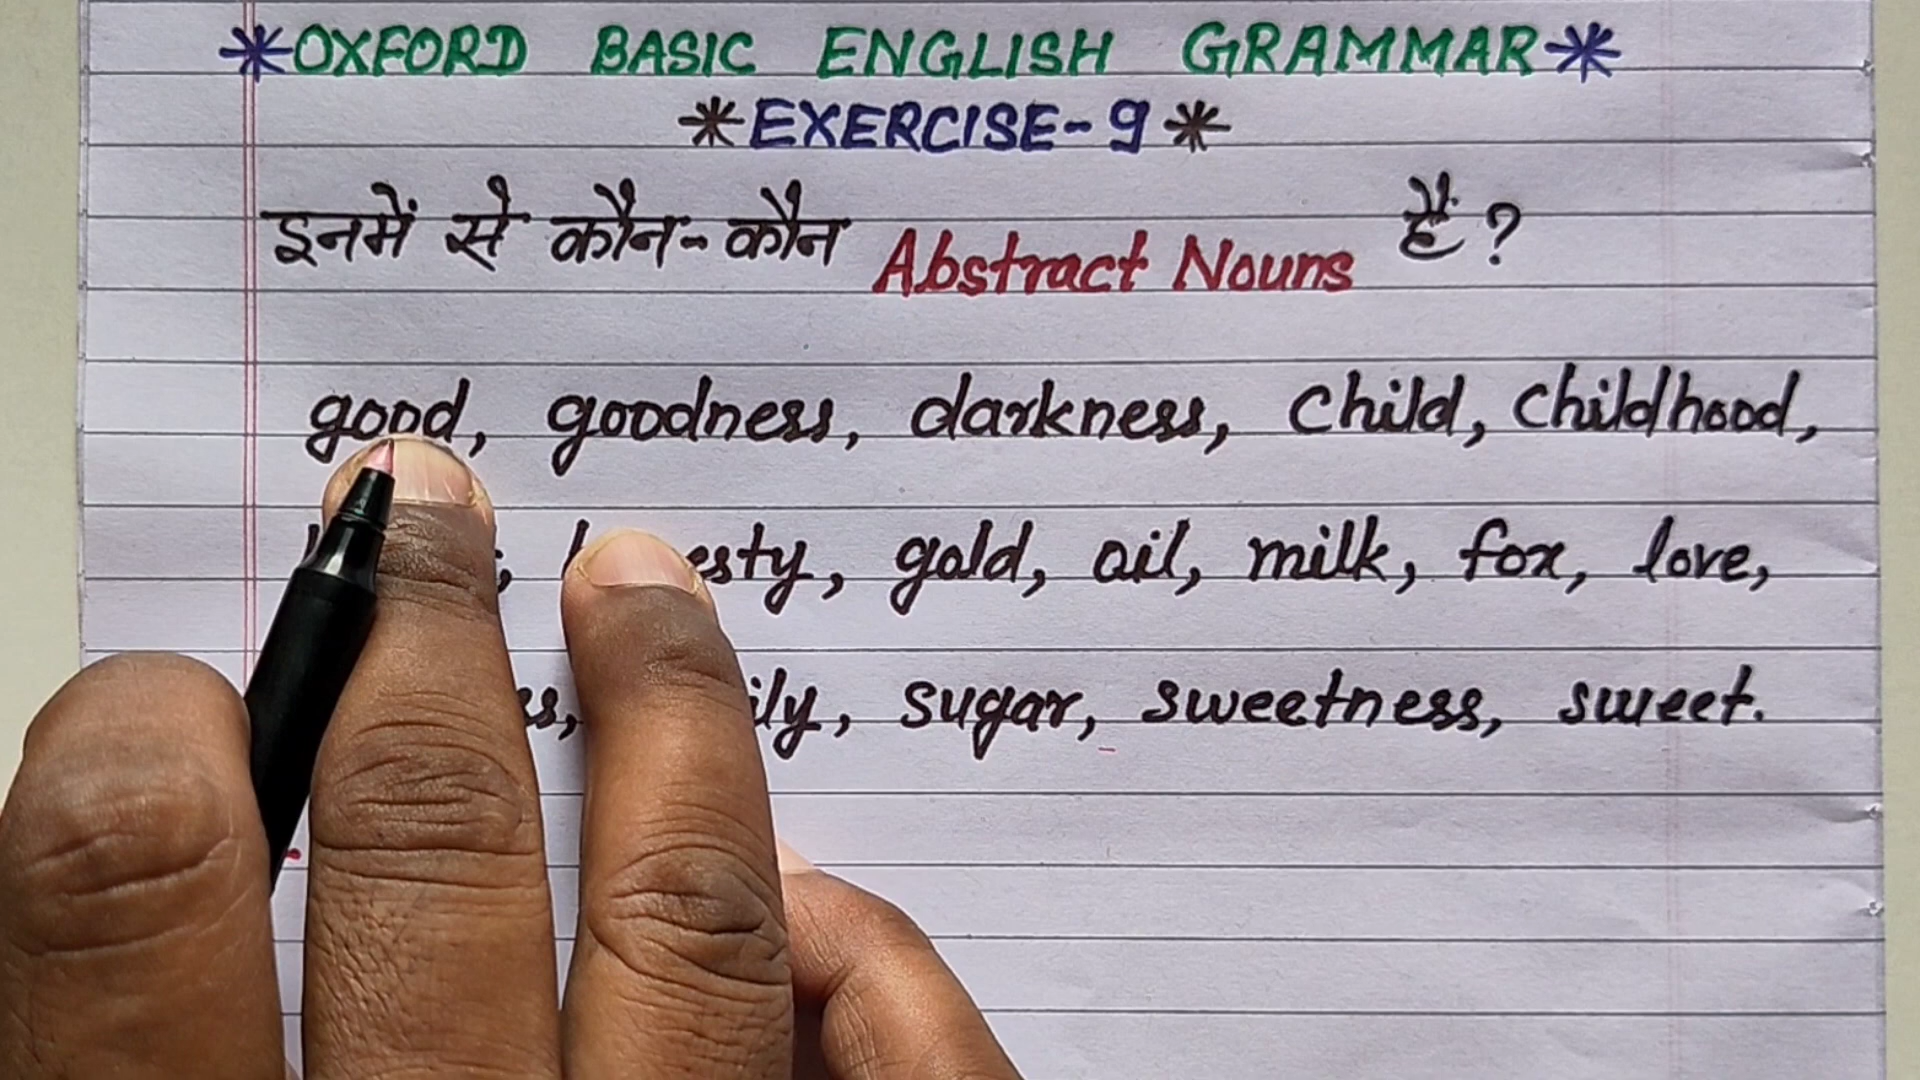 *OXFORD BASIC ENGLISH GRAMMAR*
*EXERCISE-9*
इनमें से कौन-कौन Abstract Nouns हैं?
good, goodness, darkness, child, childhood,
gold, oil, milk, fox, love,
sugar, sweetness, sweet.